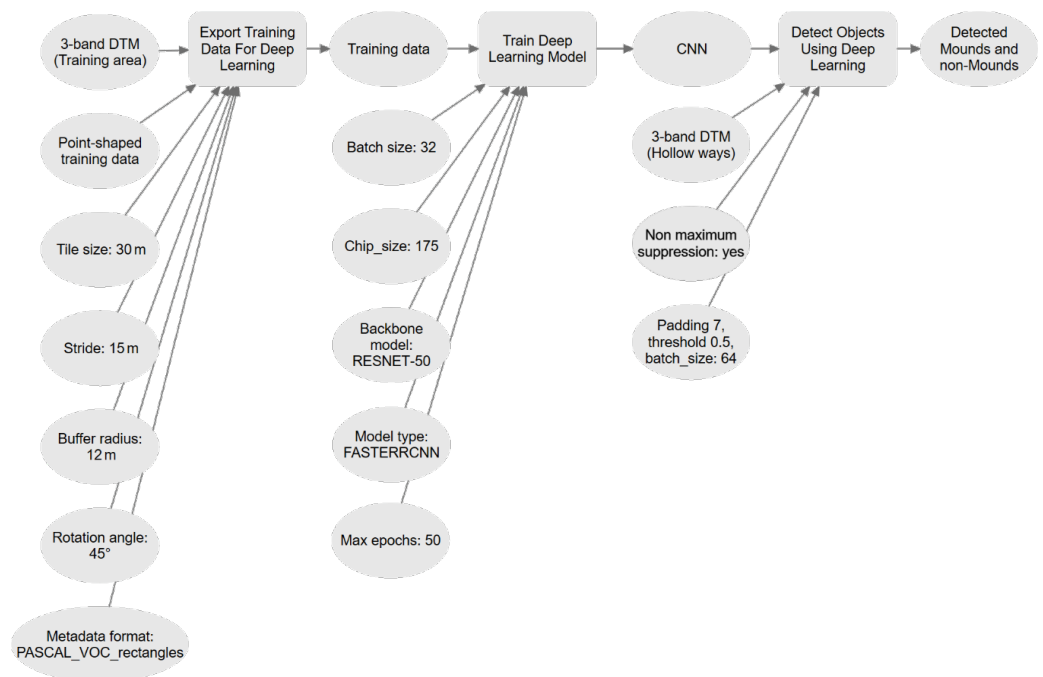 3-band DTM
(Training area)
Export Training
Data For Deep
Learning
Training data
Train Deep
Learning Model
CNN
Detect Objects
Using Deep
Learning
Detected
Mounds and
non-Mounds
Point-shaped
training data
Tile size: 30 m
Stride: 15 m
Buffer radius:
12 m
Rotation angle:
45°
Metadata format:
PASCAL_VOC_rectangles
Batch size: 32
Chip_size: 175
Backbone
model:
RESNET-50
Model type:
FASTERRCNN
Max epochs: 50
3-band DTM
(Hollow ways)
Non maximum
suppression: yes
Padding 7,
threshold 0.5,
batch_size: 64